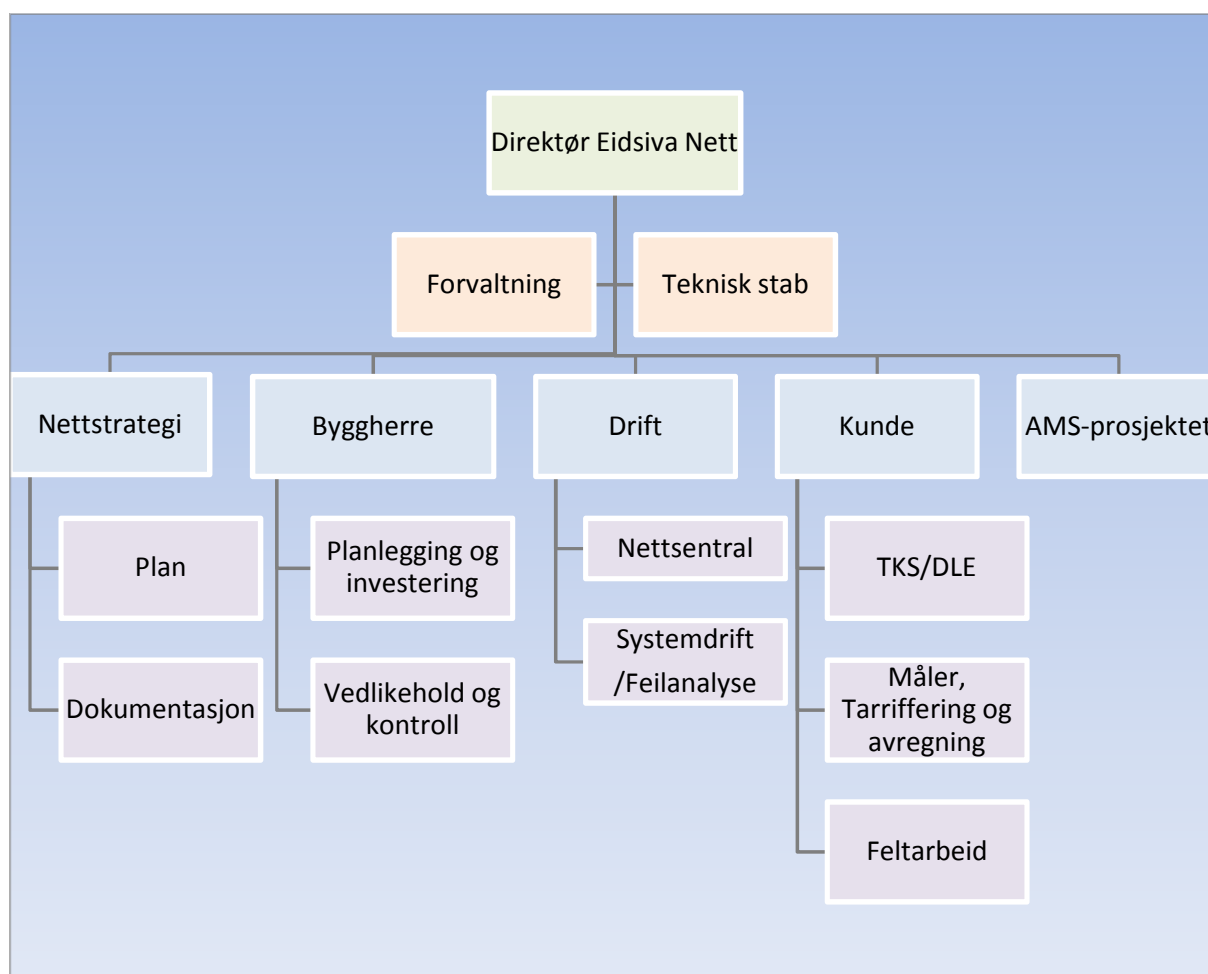 Direktør Eidsiva Nett
Forvaltning
Teknisk stab
Nettstrategi
Byggherre
Drift
Kunde
AMS-prosjektet
Plan
Planlegging og
investering
Nettsentral
TKS/DLE
Dokumentasjon
Vedlikehold og
kontroll
Systemdrift
/Feilanalyse
Måler,
Tarriffering og
avregning
Feltarbeid